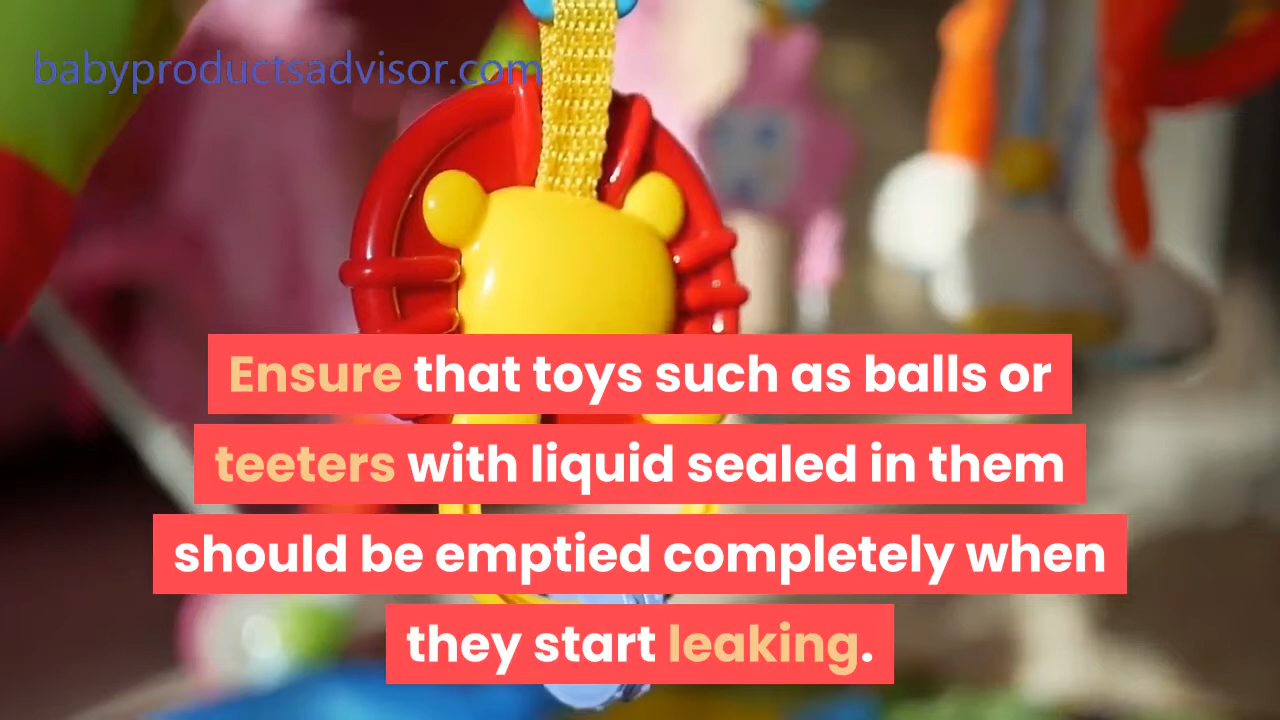 babyproductsadvisor.com
Ensure that toys such as balls or
teeters with liquid sealed in them
should be emptied completely when
they start leaking.